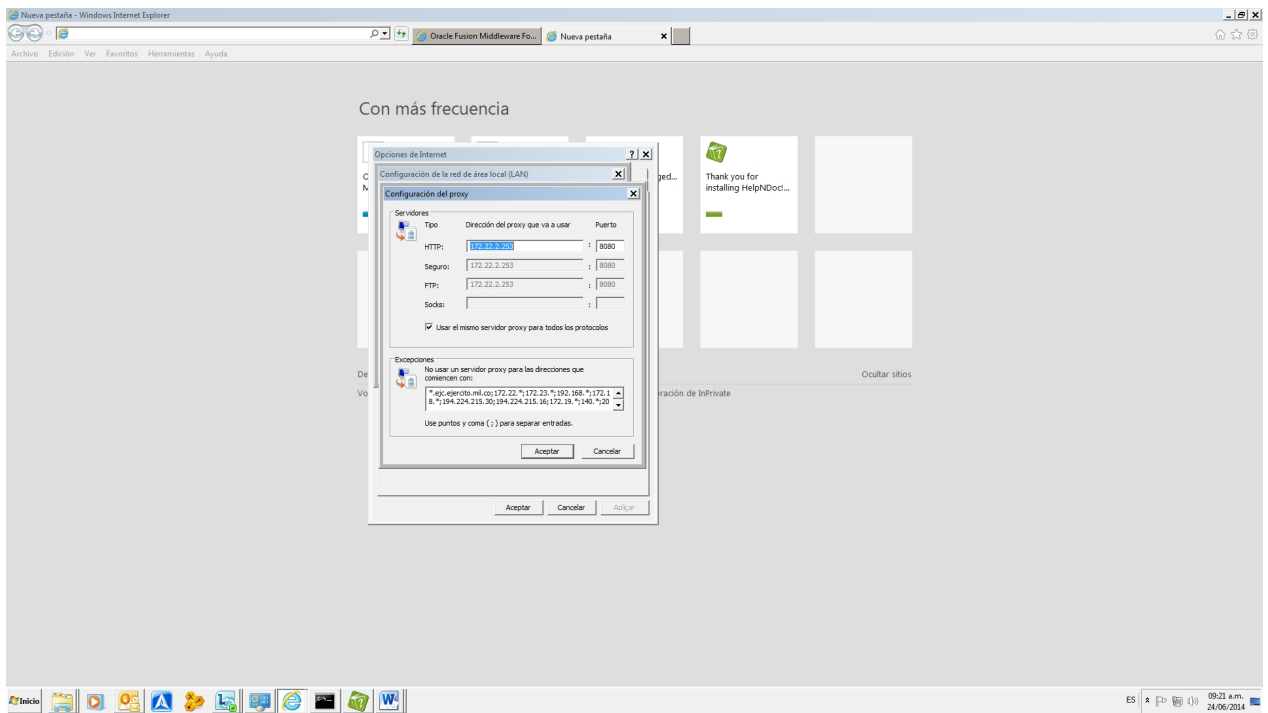 Nueva pestaña - Windows Internet Explorer
Oracle Fusion Middleware Fo...
Nueva pestaña
Archivo Edición Ver Favoritos Herramientas Ayuda
Con más frecuencia
Opciones de Internet
Configuración de la red de área local (LAN)
Configuración del proxy
Servidores
Tipo Dirección del proxy que va a usar Puerto
HTTP: 172.22.2.253 : 8080
Seguro: 172.22.2.253 : 8080
FTP: 172.22.2.253 : 8080
Socks: :
Usar el mismo servidor proxy para todos los protocolos
Excepciones
No usar un servidor proxy para las direcciones que
comiencen con:
*.ejc.ejercito.mil.co;172.22.*;172.23.*;192.168.*;172.1
8.*;194.224.215.30;194.224.215.16;172.19.*;140.*;20
Use puntos y coma (;) para separar entradas.
Aceptar Cancelar
Aceptar Cancelar Aplicar
ged...
Thank you for
installing HelpNDoc!...
De
Ocultar sitios
Vo
ración de InPrivate
Inicio
ES
09:21 a.m.
24/06/2014